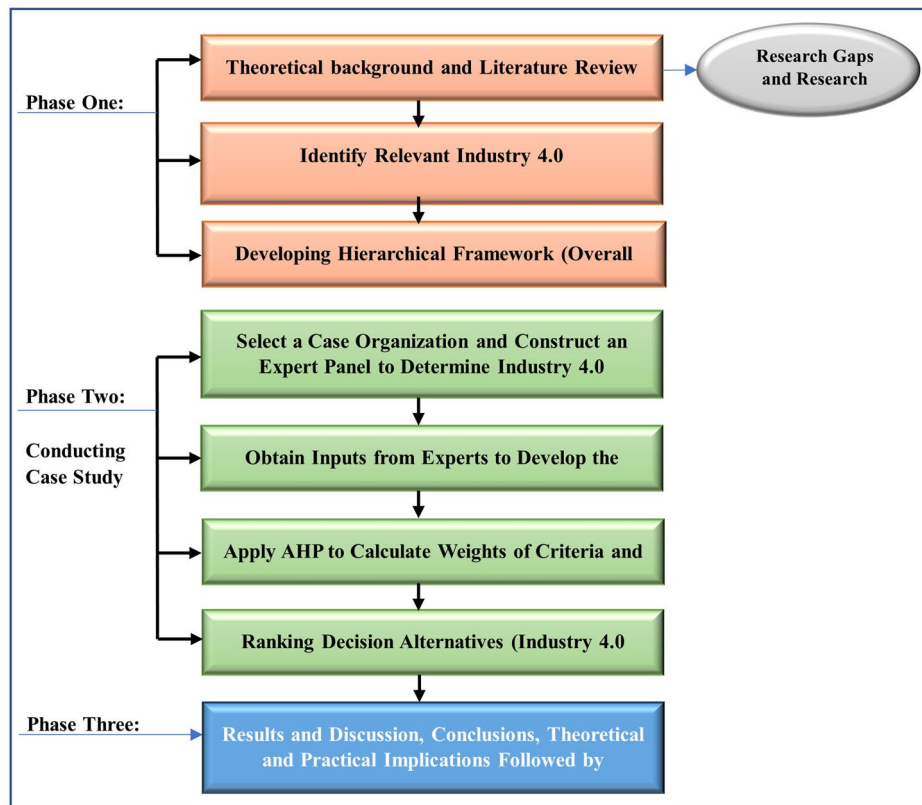 Theoretical background and Literature Review
Research Gaps
and Research
Phase One:
Identify Relevant Industry 4.0
Developing Hierarchical Framework (Overall
Select a Case Organization and Construct an
Expert Panel to Determine Industry 4.0
Phase Two:
Conducting
Case Study
Obtain Inputs from Experts to Develop the
Apply AHP to Calculate Weights of Criteria and
Ranking Decision Alternatives (Industry 4.0
Phase Three:
Results and Discussion, Conclusions, Theoretical
and Practical Implications Followed by